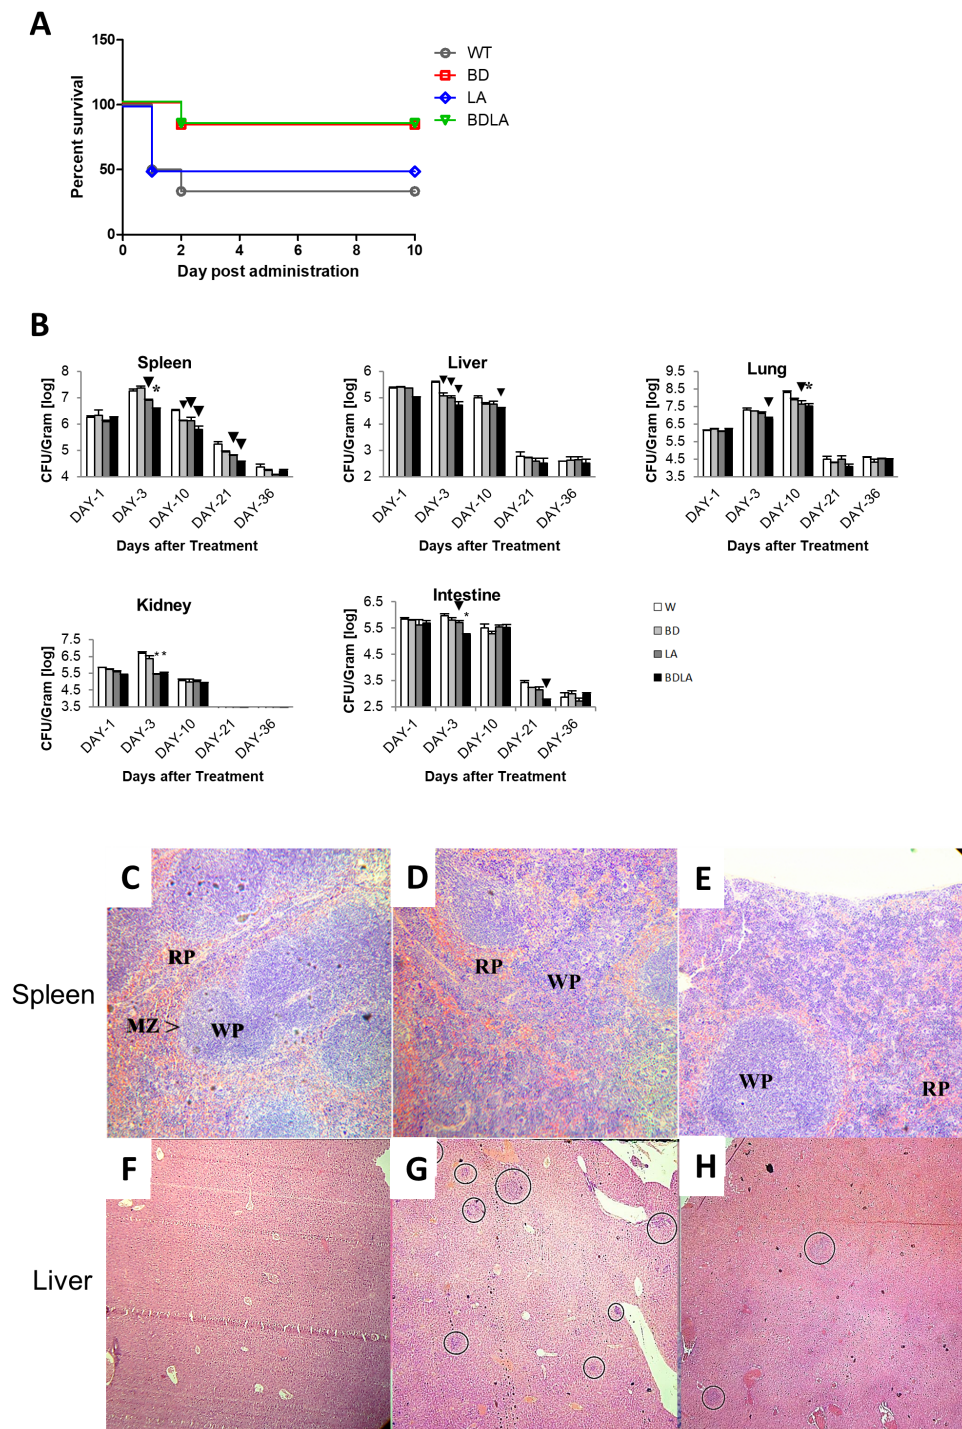 A
150
100
50
0
Percent survival
0 2 4 6 8 10
Day post administration
WT
BD
LA
BDLA
B
Spleen
CFU/Gram [log]
8
7
6
5
4
▼ *
▼▼▼
▼▼
DAY-1 DAY-3 DAY-10 DAY-21 DAY-36
Days after Treatment
Liver
CFU/Gram [log]
6
5
4
3
2
▼▼▼
▼
DAY-1 DAY-3 DAY-10 DAY-21 DAY-36
Days after Treatment
Lung
CFU/Gram [log]
9.5
8.5
7.5
6.5
5.5
4.5
3.5
▼
▼*
DAY-1 DAY-3 DAY-10 DAY-21 DAY-36
Days after Treatment
Kidney
CFU/Gram [log]
7.5
6.5
5.5
4.5
3.5
* *
DAY-1 DAY-3 DAY-10 DAY-21 DAY-36
Days after Treatment
Intestine
CFU/Gram [log]
6.5
5.5
4.5
3.5
2.5
▼ *
▼
DAY-1 DAY-3 DAY-10 DAY-21 DAY-36
Days after Treatment
W
BD
LA
BDLA
Spleen
C
RP
MZ >
WP
D
RP
WP
E
WP
RP
Liver
F
G
H